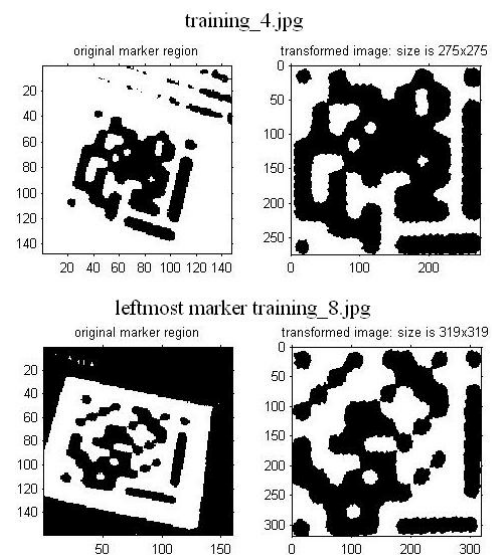 training_4.jpg
original marker region
transformed image: size is 275x275
20
40
60
80
100
120
140
20 40 60 80 100 120 140
0
50
100
150
200
250
0 100 200
leftmost marker training_8.jpg
original marker region
transformed image: size is 319x319
20
40
60
80
100
120
140
50 100 150
0
50
100
150
200
250
300
0 100 200 300